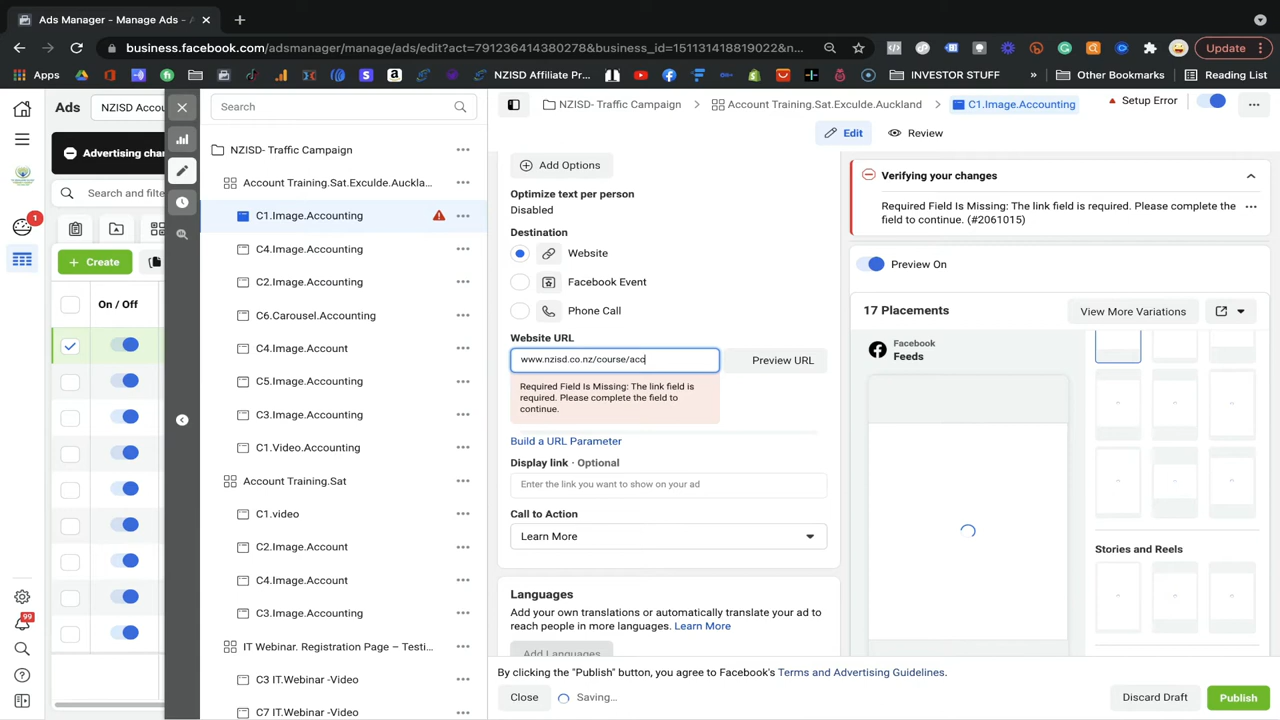 Ads Manager - Manage Ads - A
business.facebook.com/adsmanager/manage/ads/edit?act=791236414380278&business_id=151131418819022&n...
Update
Apps
NZISD Affiliate Pr...
INVESTOR STUFF
»
Other Bookmarks
Reading List
Ads
NZISD Accou
Advertising chan
Search and filte
1
Create
On / Off
99
Search
NZISD- Traffic Campaign
Account Training.Sat.Exculde.Auckla...
C1.Image.Accounting
C4.Image.Accounting
C2.Image.Accounting
C6.Carousel.Accounting
C4.Image.Account
C5.Image.Accounting
C3.Image.Accounting
C1.Video.Accounting
Account Training.Sat
C1.video
C2.Image.Account
C4.Image.Account
C3.Image.Accounting
IT Webinar. Registration Page – Testi...
C3 IT.Webinar -Video
C7 IT.Webinar -Video
NZISD- Traffic Campaign
Account Training.Sat.Exculde.Auckland
C1.Image.Accounting
Setup Error
Edit
Review
Add Options
Optimize text per person
Disabled
Destination
Website
Facebook Event
Phone Call
Website URL
www.nzisd.co.nz/course/acc
Preview URL
Required Field Is Missing: The link field is
required. Please complete the field to
continue.
Build a URL Parameter
Display link · Optional
Enter the link you want to show on your ad
Call to Action
Learn More
Languages
Add your own translations or automatically translate your ad to
reach people in more languages. Learn More
Add Languages
Verifying your changes
Required Field Is Missing: The link field is required. Please complete the
field to continue. (#2061015)
Preview On
17 Placements
View More Variations
Facebook
Feeds
Stories and Reels
By clicking the "Publish" button, you agree to Facebook's Terms and Advertising Guidelines.
Close
Saving...
Discard Draft
Publish